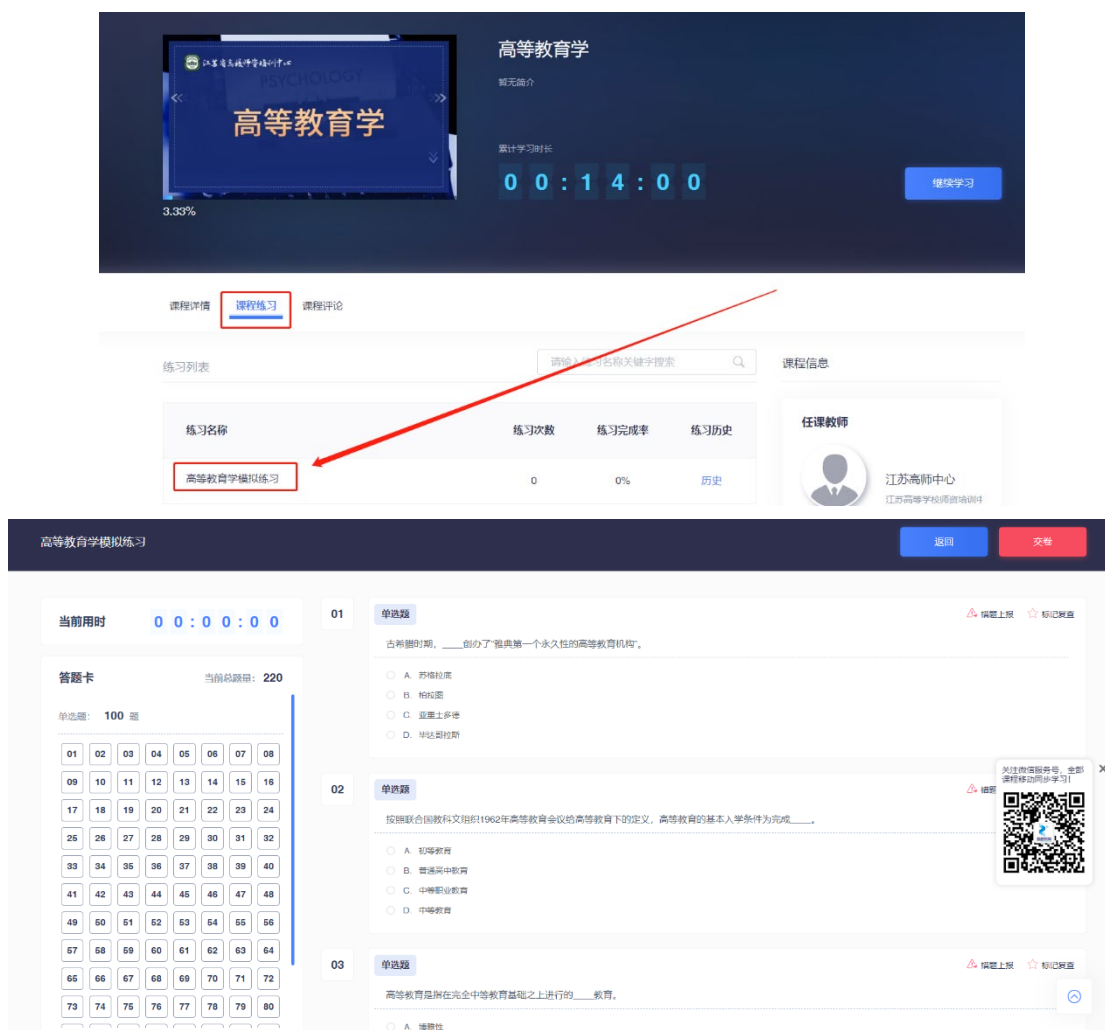 江苏省高校师资培训中心
PSYCHOLOGY
高等教育学
3.33%
高等教育学
暂无简介
累计学习时长
00:14:00
继续学习
课程详情 课程练习 课程评论
练习列表
请输入练习名称关键字搜索
课程信息
练习名称 练习次数 练习完成率 练习历史
高等教育学模拟练习 0 0% 历史
任课教师
江苏高师中心
高等教育学模拟练习
返回 交卷
当前用时 00:00:00
答题卡 当前总题量: 220
单选题: 100 题
01 02 03 04 05 06 07 08
09 10 11 12 13 14 15 16
17 18 19 20 21 22 23 24
25 26 27 28 29 30 31 32
33 34 35 36 37 38 39 40
41 42 43 44 45 46 47 48
49 50 51 52 53 54 55 56
57 58 59 60 61 62 63 64
65 66 67 68 69 70 71 72
73 74 75 76 77 78 79 80
01 单选题 错题上报 标记复查
古希腊时期，____创办了“雅典第一个永久性的高等教育机构”。
A. 苏格拉底
B. 柏拉图
C. 亚里士多德
D. 毕达哥拉斯
02 单选题
按照联合国教科文组织1962年高等教育会议给高等教育下的定义，高等教育的基本入学条件为完成____。
A. 初等教育
B. 普通高中教育
C. 中等职业教育
D. 中等教育
关注微信服务号，全部
课程移动同步学习！
03 单选题 错题上报 标记复查
高等教育是指在完全中等教育基础之上进行的____教育。
A. 博雅性